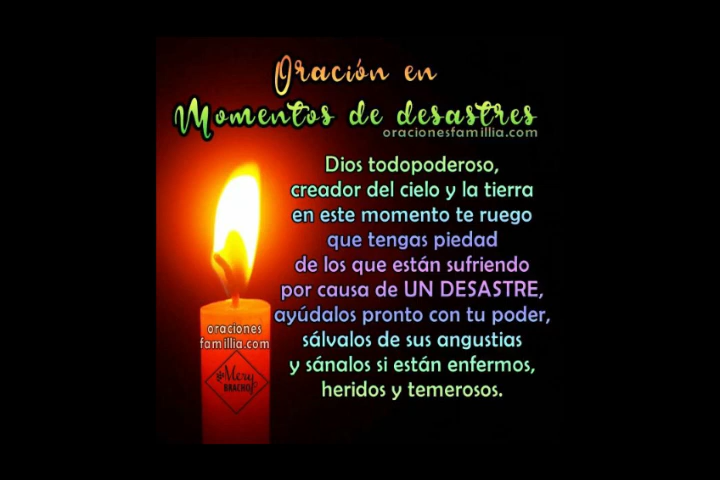 Oración en
Momentos de desastres
oracionesfamillia.com
Dios todopoderoso,
creador del cielo y la tierra
en este momento te ruego
que tengas piedad
de los que están sufriendo
por causa de UN DESASTRE,
ayúdalos pronto con tu poder,
sálvalos de sus angustias
y sánalos si están enfermos,
heridos y temerosos.
oraciones
famillia.com
*Mery
BRACHO